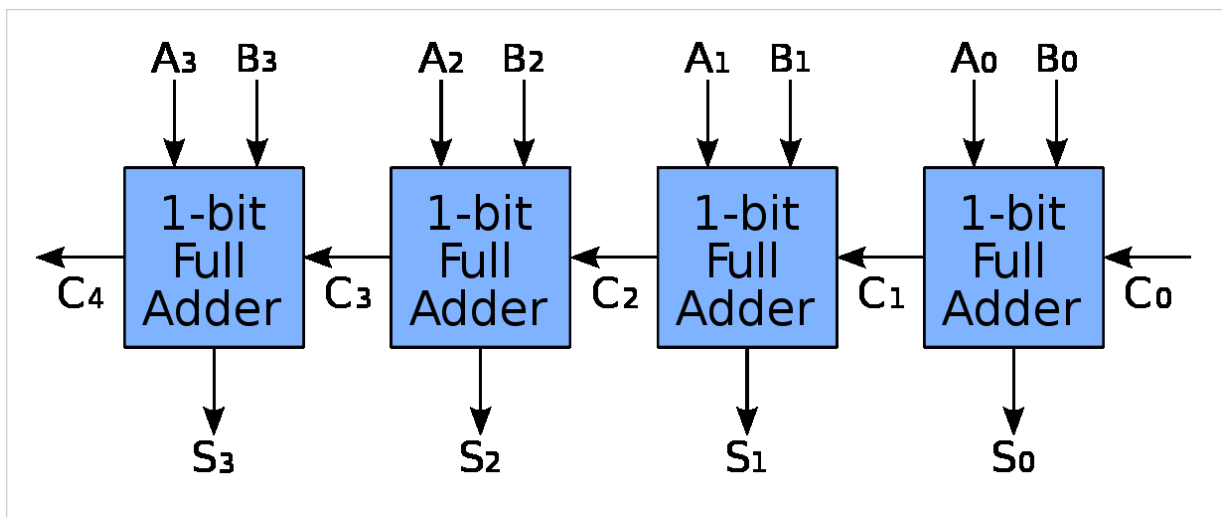 A3 B3 A2 B2 A1 B1 A0 B0
1-bit Full Adder
1-bit Full Adder
1-bit Full Adder
1-bit Full Adder
C4 C3 C2 C1 C0
S3 S2 S1 S0